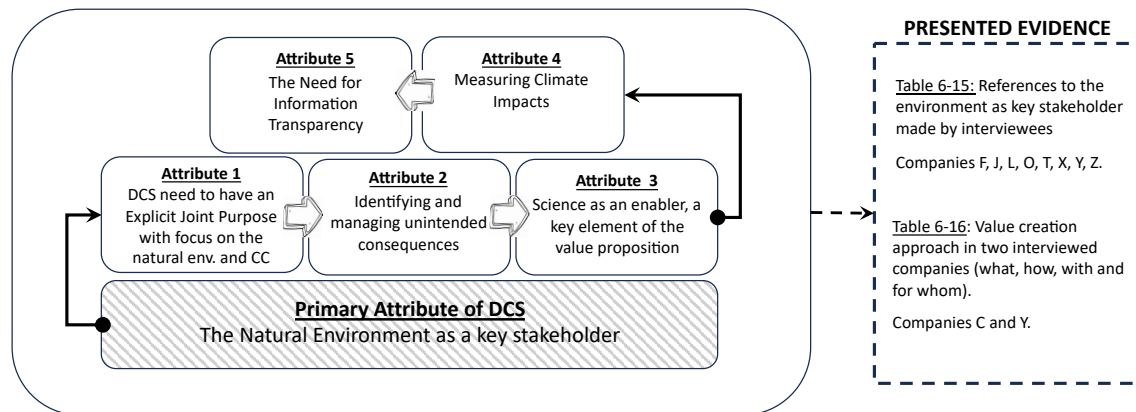 Attribute 5
The Need for
Information
Transparency
Attribute 4
Measuring Climate
Impacts
Attribute 1
DCS need to have an
Explicit Joint Purpose
with focus on the
natural env. and CC
Attribute 2
Identifying and
managing unintended
consequences
Attribute 3
Science as an enabler, a
key element of the
value proposition
Primary Attribute of DCS
The Natural Environment as a key stakeholder
PRESENTED EVIDENCE
Table 6-15: References to the
environment as key stakeholder
made by interviewees
Companies F, J, L, O, T, X, Y, Z.
Table 6-16: Value creation
approach in two interviewed
companies (what, how, with and
for whom).
Companies C and Y.